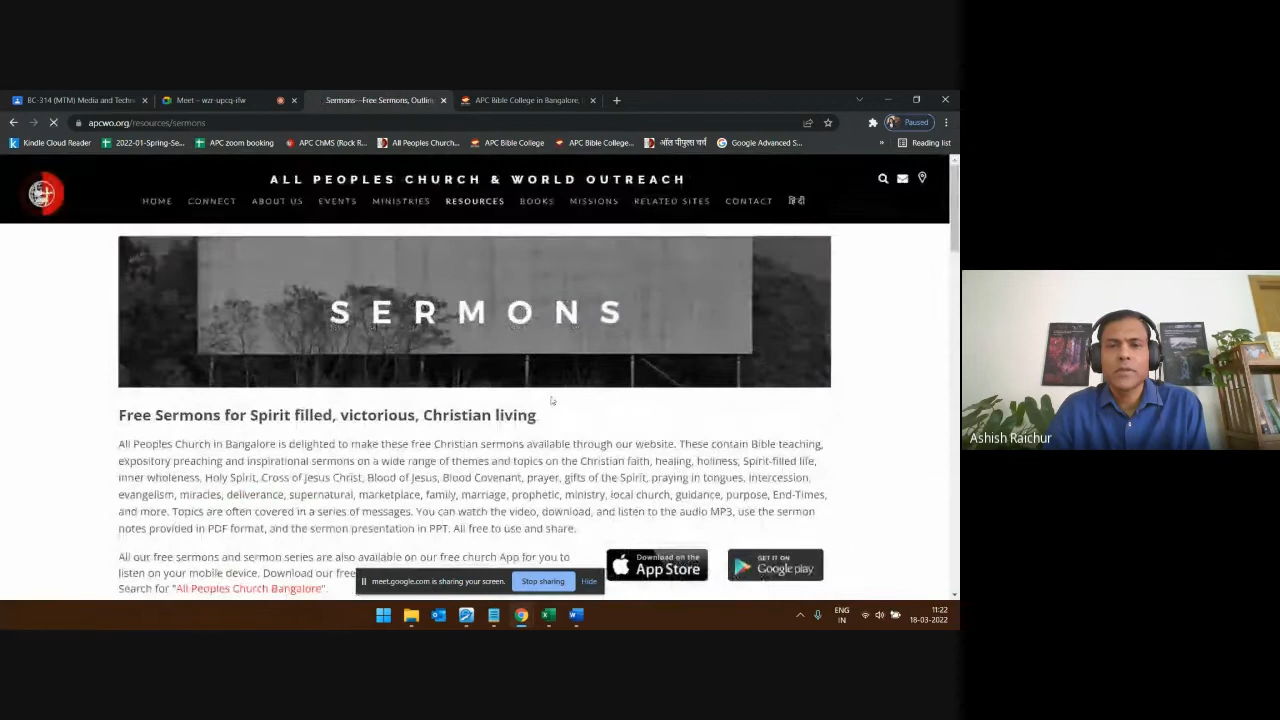 BC-314 (MTM) Media and Techn
Meet – wzr-upcq-ifw
Sermons—Free Sermons, Outlin
APC Bible College in Bangalore,
apcwo.org/resources/sermons
Paused
Kindle Cloud Reader
2022-01-Spring-Se...
APC zoom booking
APC ChMS (Rock R...
All Peoples Church...
APC Bible College
APC Bible College...
ऑल पीपुल्स चर्च
Google Advanced S...
»
Reading list
ALL PEOPLES CHURCH & WORLD OUTREACH
HOME
CONNECT
ABOUT US
EVENTS
MINISTRIES
RESOURCES
BOOKS
MISSIONS
RELATED SITES
CONTACT
हिंदी
SERMONS
Free Sermons for Spirit filled, victorious, Christian living
All Peoples Church in Bangalore is delighted to make these free Christian sermons available through our website. These contain Bible teaching,
expository preaching and inspirational sermons on a wide range of themes and topics on the Christian faith, healing, holiness, Spirit-filled life,
inner wholeness, Holy Spirit, Cross of Jesus Christ, Blood of Jesus, Blood Covenant, prayer, gifts of the Spirit, praying in tongues, intercession,
evangelism, miracles, deliverance, supernatural, marketplace, family, marriage, prophetic, ministry, local church, guidance, purpose, End-Times,
and more. Topics are often covered in a series of messages. You can watch the video, download, and listen to the audio MP3, use the sermon
notes provided in PDF format, and the sermon presentation in PPT. All free to use and share.
All our free sermons and sermon series are also available on our free church App for you to
listen on your mobile device. Download our free
Search for "All Peoples Church Bangalore".
Download on the
App Store
GET IT ON
Google play
meet.google.com is sharing your screen.
Stop sharing
Hide
ENG
IN
11:22
18-03-2022
Ashish Raichur